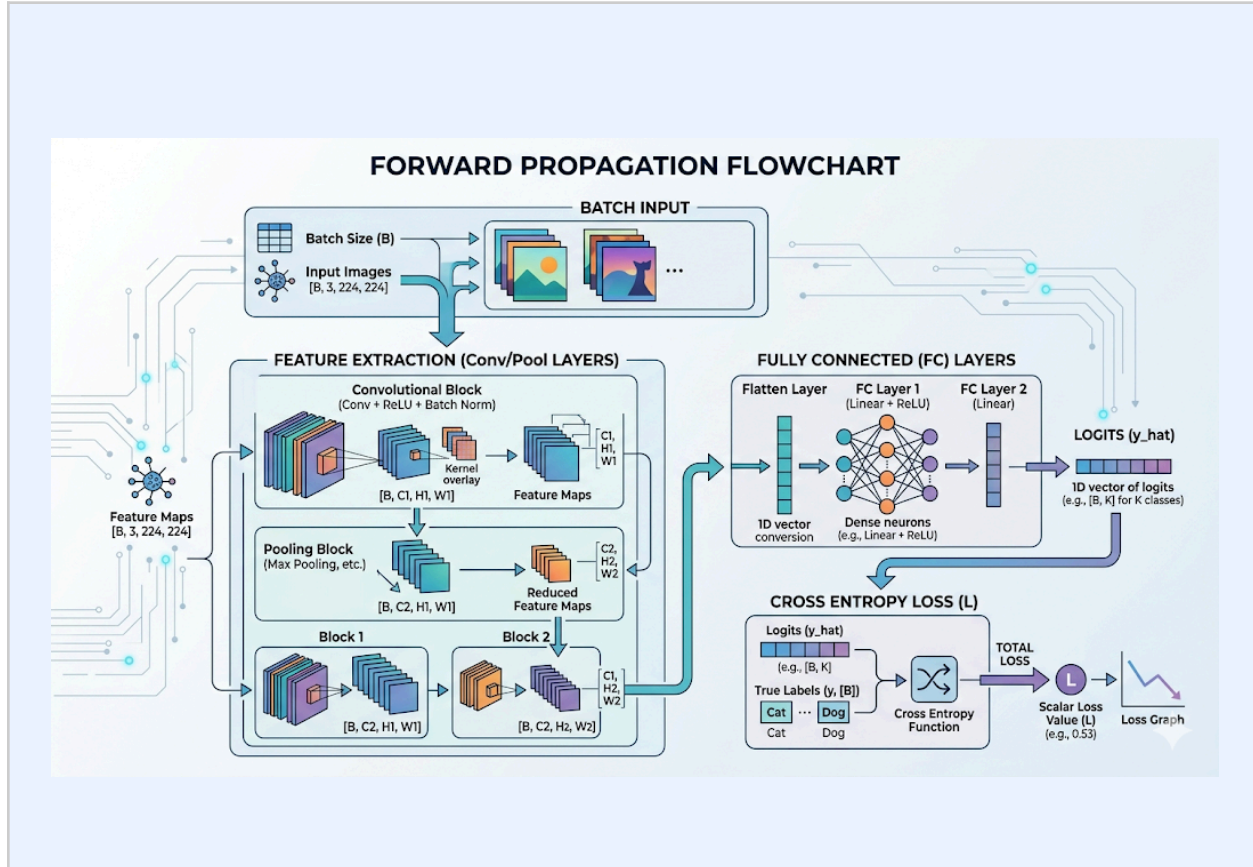 FORWARD PROPAGATION FLOWCHART
BATCH INPUT
Batch Size (B)
Input Images
[B, 3, 224, 224]
...
FEATURE EXTRACTION (Conv/Pool LAYERS)
Convolutional Block
(Conv + ReLU + Batch Norm)
Kernel
overlay
[B, C1, H1, W1]
Feature Maps
C1,
H1,
W1
Feature Maps
[B, 3, 224, 224]
Pooling Block
(Max Pooling, etc.)
[B, C2, H1, W1]
Reduced
Feature Maps
C2,
H2,
W2
Block 1
[B, C2, H1, W1]
Block 2
[B, C2, H2, W2]
C1,
H2,
W2
FULLY CONNECTED (FC) LAYERS
Flatten Layer
1D vector
conversion
FC Layer 1
(Linear + ReLU)
Dense neurons
(e.g., Linear + ReLU)
FC Layer 2
(Linear)
LOGITS (y_hat)
1D vector of logits
(e.g., [B, K] for K classes)
CROSS ENTROPY LOSS (L)
Logits (y_hat)
(e.g., [B, K])
True Labels (y, [B])
Cat ... Dog
Cat Dog
Cross Entropy
Function
TOTAL
LOSS
L
Scalar Loss
Value (L)
(e.g., 0.53)
Loss Graph